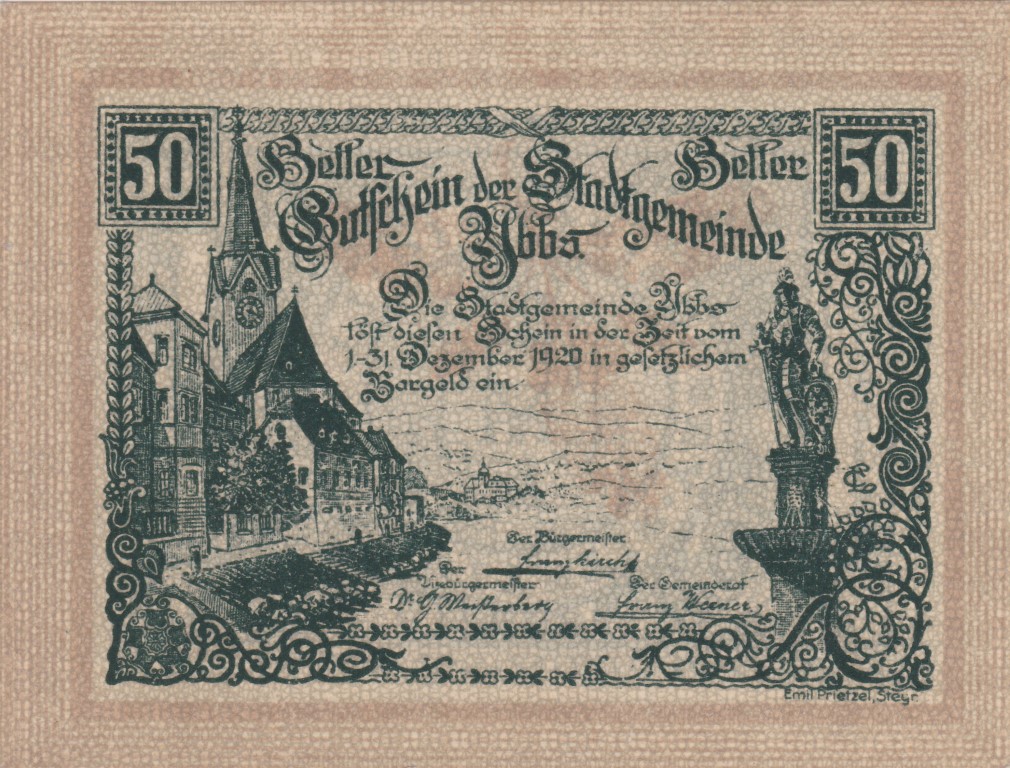 50 Heller Heller 50
Gutschein der Stadtgemeinde
Ybbs.
Die Stadtgemeinde Ybbs
löst diesen Schein in der Zeit vom
1.-31. Dezember 1920 in gesetzlichem
Bargeld ein.
Der Bürgermeister
Der
Vizebürgermeister
Der Gemeinderat
Emil Prietzel, Steyr